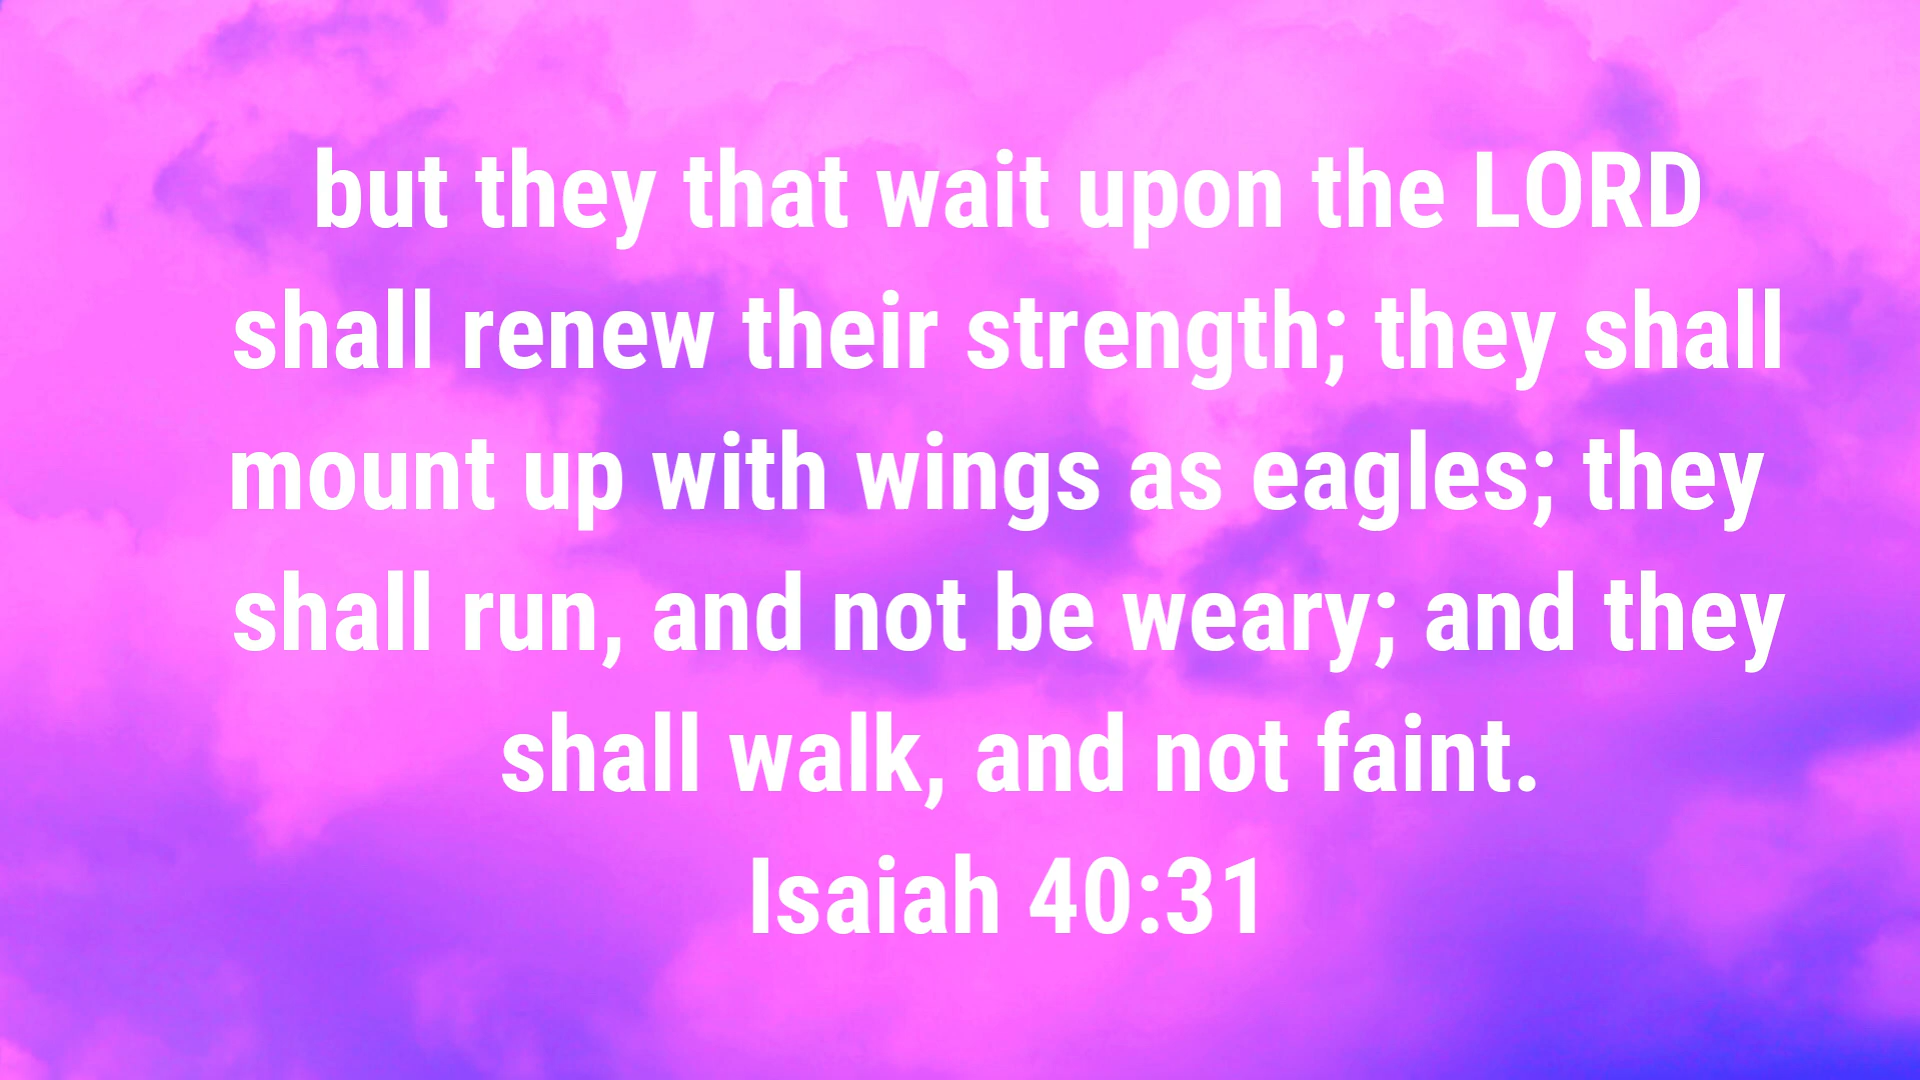 but they that wait upon the LORD
shall renew their strength; they shall
mount up with wings as eagles; they
shall run, and not be weary; and they
shall walk, and not faint.
Isaiah 40:31